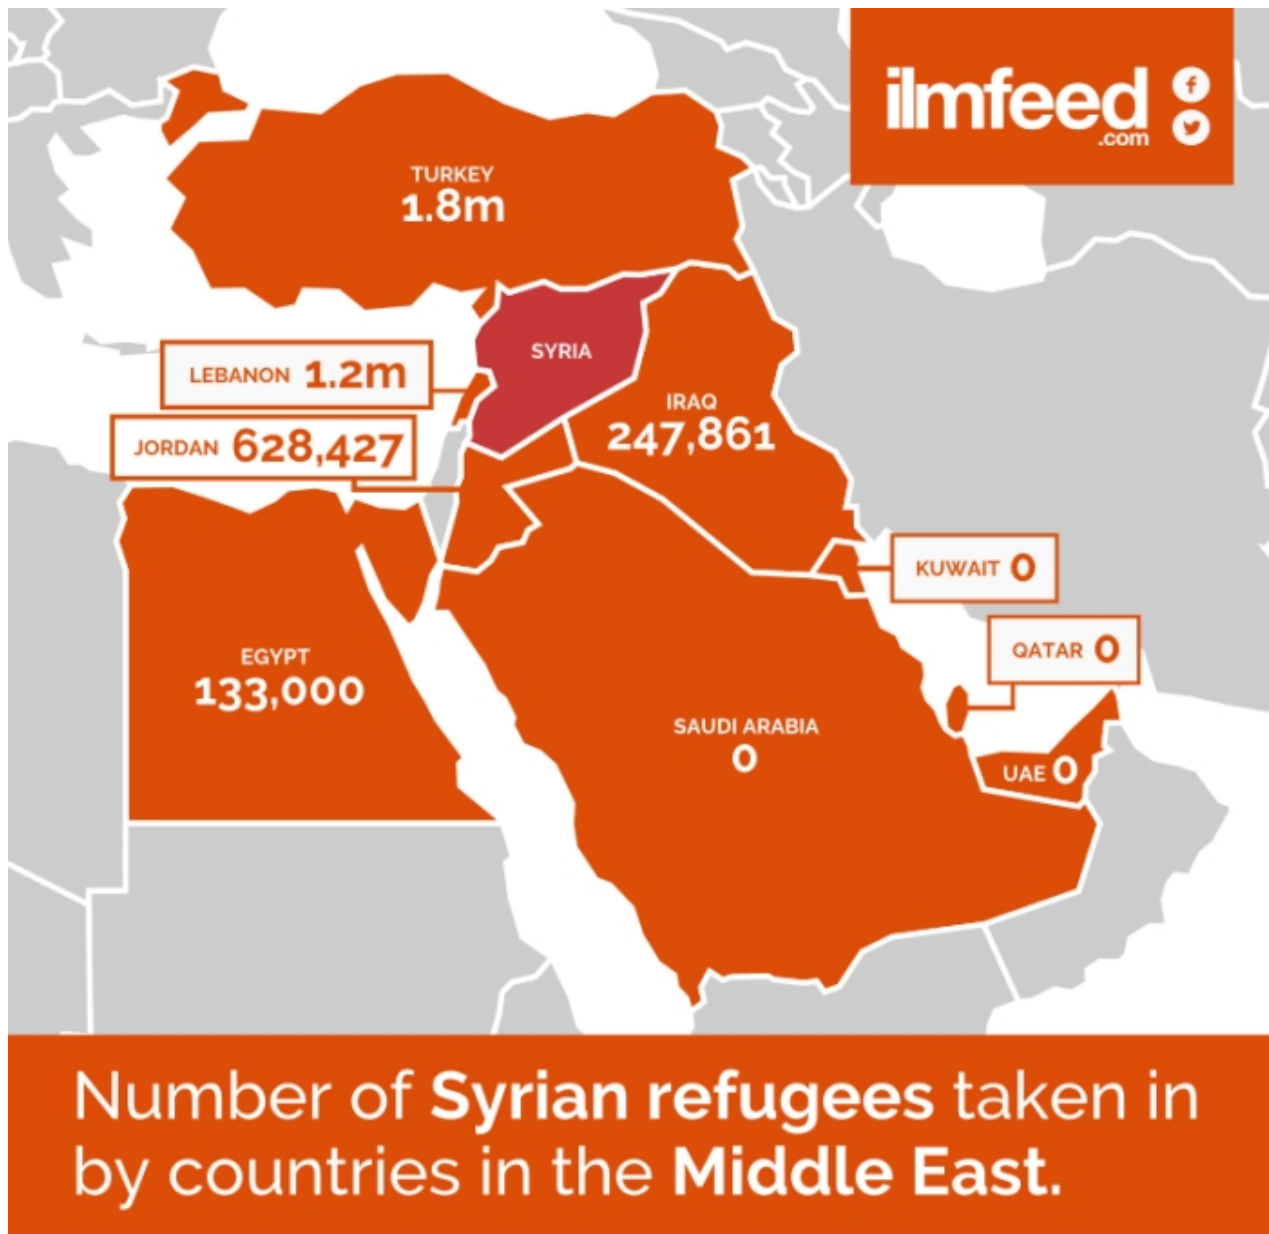 ilmfeed
.com
TURKEY
1.8m
SYRIA
LEBANON 1.2m
IRAQ
247,861
JORDAN 628,427
KUWAIT 0
QATAR 0
EGYPT
133,000
SAUDI ARABIA
0
UAE 0
Number of Syrian refugees taken in
by countries in the Middle East.